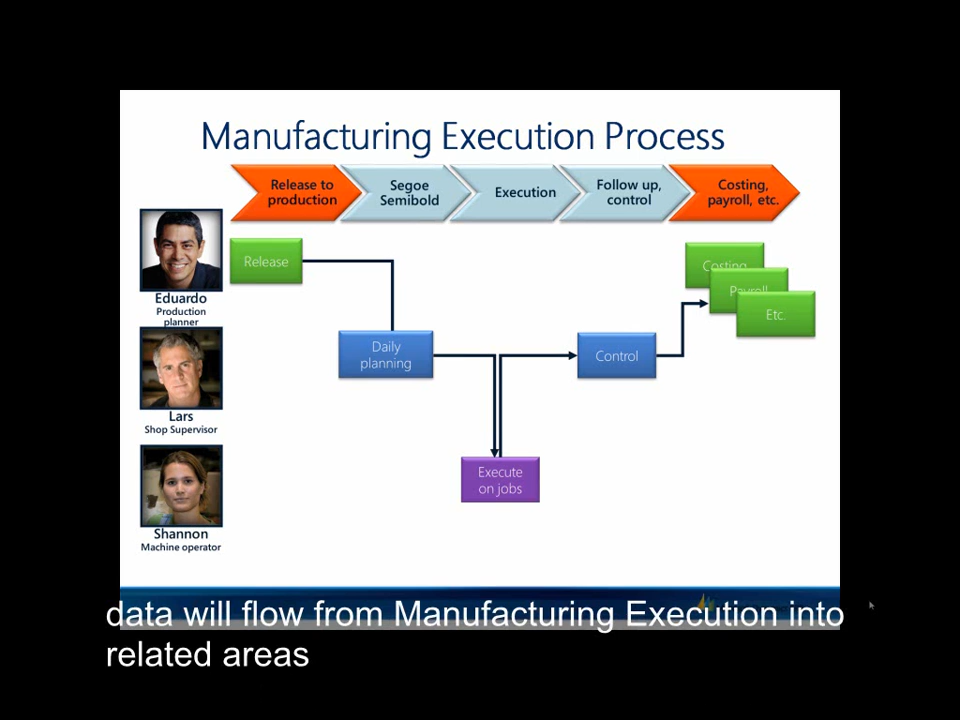 Manufacturing Execution Process
Release to
production
Segoe
Semibold
Execution
Follow up,
control
Costing,
payroll, etc.
Eduardo
Production
planner
Release
Costing
Payroll
Etc.
Daily
planning
Control
Lars
Shop Supervisor
Execute
on jobs
Shannon
Machine operator
data will flow from Manufacturing Execution into
related areas